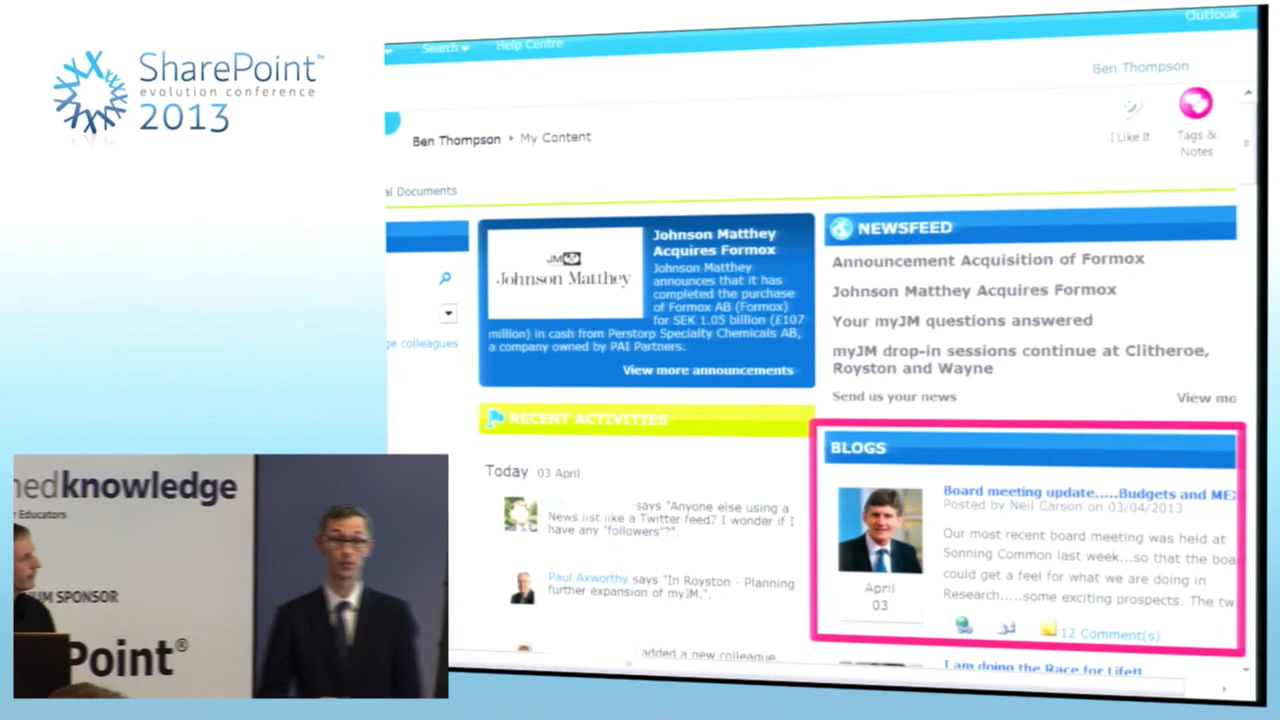 SharePoint™
evolution conference
2013
Outlook
Search
Help Centre
Ben Thompson
Ben Thompson
My Content
I Like It
Tags &
Notes
al Documents
Johnson Matthey
Acquires Formox
Johnson Matthey
announces that it has
completed the purchase
of Formox AB (Formox)
for SEK 1.05 billion (£107
million) in cash from Perstorp Specialty Chemicals AB,
a company owned by PAI Partners.
View more announcements
JM
Johnson Matthey
NEWSFEED
Announcement Acquisition of Formox
Johnson Matthey Acquires Formox
Your myJM questions answered
myJM drop-in sessions continue at Clitheroe,
Royston and Wayne
Send us your news
View mo
ge colleagues
RECENT ACTIVITIES
Today 03 April
says "Anyone else using a
News list like a Twitter feed? I wonder if I
have any "followers"?".
Paul Axworthy says "In Royston - Planning
further expansion of myJM.".
added a new colleague
BLOGS
Board meeting update.....Budgets and ME
Posted by Neil Carson on 03/04/2013
Our most recent board meeting was held at
Sonning Common last week...so that the boa
could get a feel for what we are doing in
Research.....some exciting prospects. The tw
April
03
12 Comment(s)
I am doing the Race for Life!!
ned knowledge
r Educators
UM SPONSOR
Point®